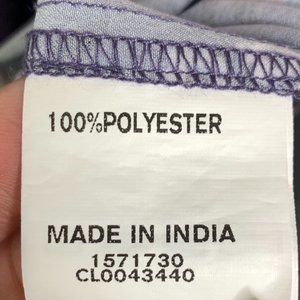 100%POLYESTER
MADE IN INDIA
1571730
CL0043440